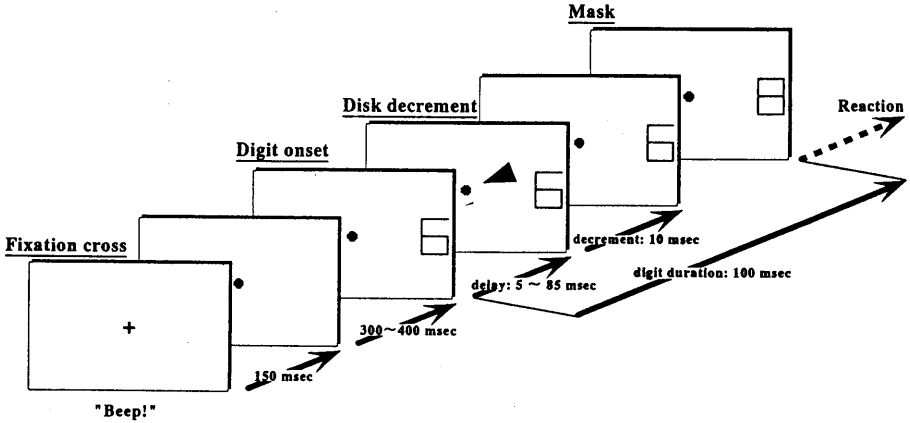 Mask
Disk decrement
Reaction
Digit onset
Fixation cross
decrement: 10 msec
digit duration: 100 msec
delay: 5 ～ 85 msec
300～400 msec
150 msec
"Beep!"